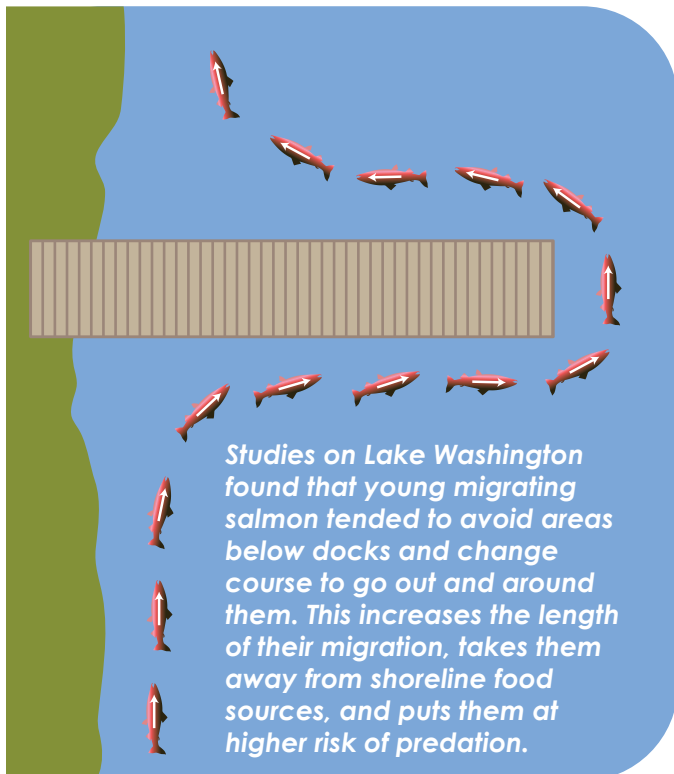 Studies on Lake Washington
found that young migrating
salmon tended to avoid areas
below docks and change
course to go out and around
them. This increases the length
of their migration, takes them
away from shoreline food
sources, and puts them at
higher risk of predation.